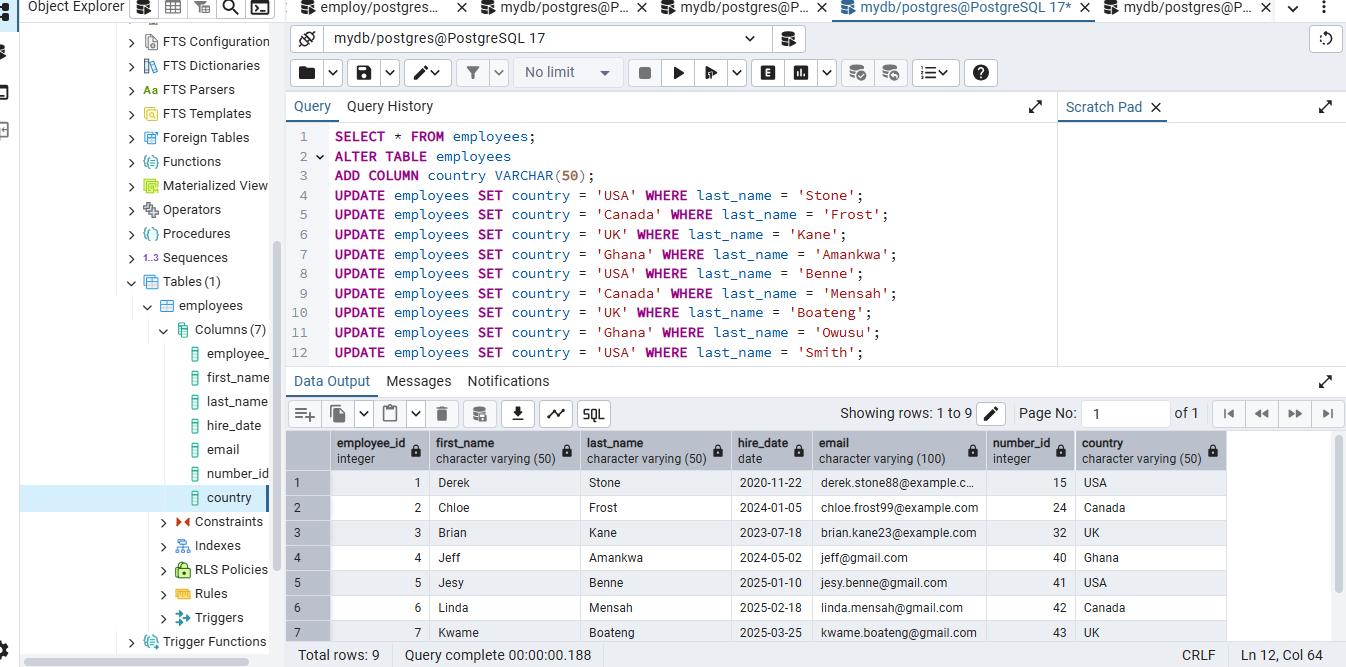 Object Explorer
employ/postgres...
mydb/postgres@P...
mydb/postgres@P...
mydb/postgres@PostgreSQL 17*
mydb/postgres@P...
FTS Configuration
FTS Dictionaries
Aa FTS Parsers
FTS Templates
Foreign Tables
Functions
Materialized View
Operators
Procedures
1..3 Sequences
Tables (1)
employees
Columns (7)
employee_
first_name
last_name
hire_date
email
number_id
country
Constraints
Indexes
RLS Policies
Rules
Triggers
Trigger Functions
mydb/postgres@PostgreSQL 17
No limit
E
Query Query History
Scratch Pad
1 SELECT * FROM employees;
2 ALTER TABLE employees
3 ADD COLUMN country VARCHAR(50);
4 UPDATE employees SET country = 'USA' WHERE last_name = 'Stone';
5 UPDATE employees SET country = 'Canada' WHERE last_name = 'Frost';
6 UPDATE employees SET country = 'UK' WHERE last_name = 'Kane';
7 UPDATE employees SET country = 'Ghana' WHERE last_name = 'Amankwa';
8 UPDATE employees SET country = 'USA' WHERE last_name = 'Benne';
9 UPDATE employees SET country = 'Canada' WHERE last_name = 'Mensah';
10 UPDATE employees SET country = 'UK' WHERE last_name = 'Boateng';
11 UPDATE employees SET country = 'Ghana' WHERE last_name = 'Owusu';
12 UPDATE employees SET country = 'USA' WHERE last_name = 'Smith';
Data Output Messages Notifications
SQL Showing rows: 1 to 9 Page No: 1 of 1
employee_id first_name last_name hire_date email number_id country
integer character varying (50) character varying (50) date character varying (100) integer character varying (50)
1 1 Derek Stone 2020-11-22 derek.stone88@example.c... 15 USA
2 2 Chloe Frost 2024-01-05 chloe.frost99@example.com 24 Canada
3 3 Brian Kane 2023-07-18 brian.kane23@example.com 32 UK
4 4 Jeff Amankwa 2024-05-02 jeff@gmail.com 40 Ghana
5 5 Jesy Benne 2025-01-10 jesy.benne@gmail.com 41 USA
6 6 Linda Mensah 2025-02-18 linda.mensah@gmail.com 42 Canada
7 7 Kwame Boateng 2025-03-25 kwame.boateng@gmail.com 43 UK
Total rows: 9 Query complete 00:00:00.188 CRLF Ln 12, Col 64